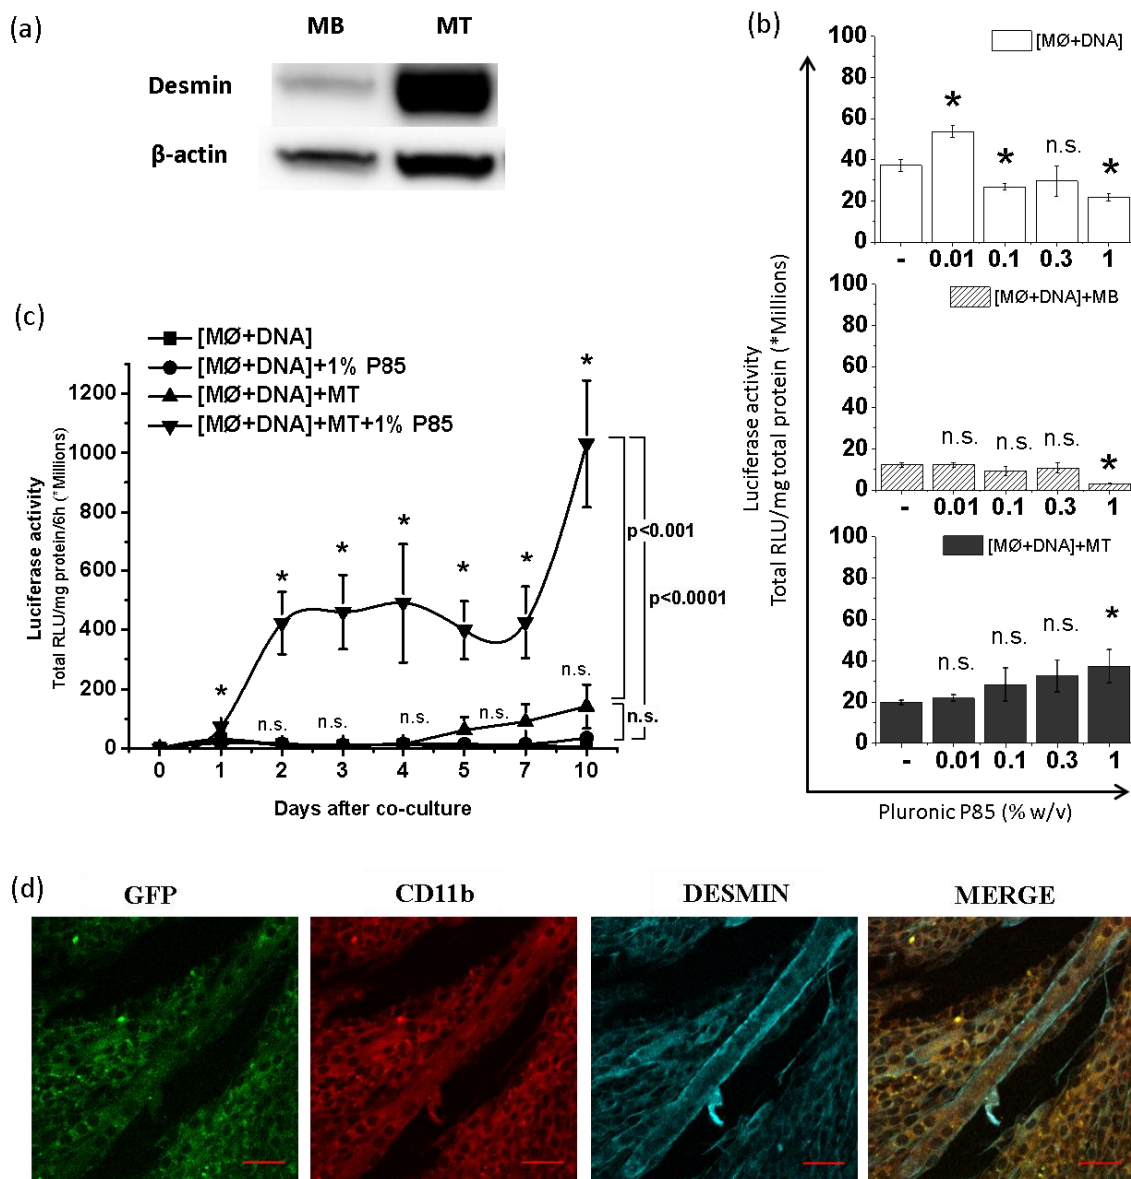 (a)
MB MT
Desmin
β-actin
(b)
100
80
60
40
20
0
[MØ+DNA]
*
*
n.s.
*
- 0.01 0.1 0.3 1
100
80
60
40
20
0
[MØ+DNA]+MB
n.s. n.s. n.s. *
- 0.01 0.1 0.3 1
100
80
60
40
20
0
[MØ+DNA]+MT
n.s. n.s. n.s. *
- 0.01 0.1 0.3 1
Luciferase activity
Total RLU/mg total protein (*Millions)
Pluronic P85 (% w/v)
(c)
[MØ+DNA]
[MØ+DNA]+1% P85
[MØ+DNA]+MT
[MØ+DNA]+MT+1% P85
Luciferase activity
Total RLU/mg protein/6h (*Millions)
1200
1000
800
600
400
200
0
* * * * * * *
n.s. n.s. n.s. n.s. n.s.
p<0.001
p<0.0001
n.s.
0 1 2 3 4 5 7 10
Days after co-culture
(d)
GFP CD11b DESMIN MERGE